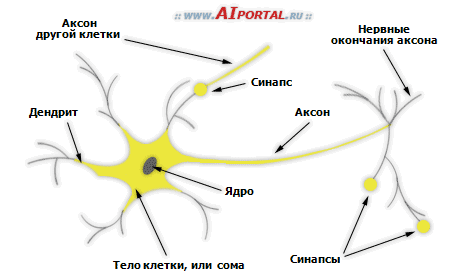 :: www.AIPORTAL.ru ::
Аксон
другой клетки
Нервные
окончания аксона
Синапс
Дендрит
Аксон
Ядро
Тело клетки, или сома
Синапсы